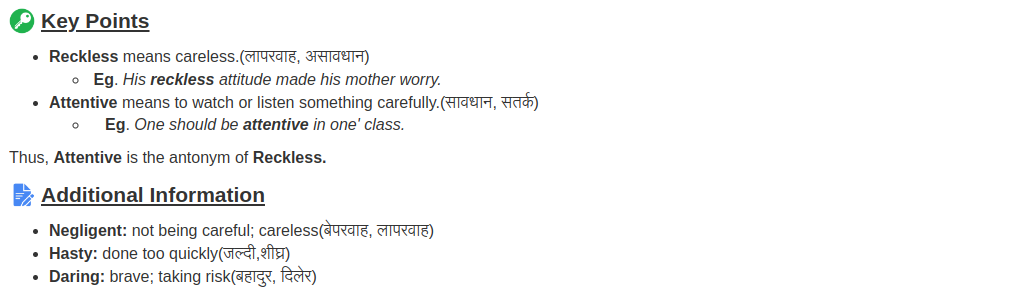 Key Points
Reckless means careless.(लापरवाह, असावधान)
Eg. His reckless attitude made his mother worry.
Attentive means to watch or listen something carefully.(सावधान, सतर्क)
Eg. One should be attentive in one' class.
Thus, Attentive is the antonym of Reckless.
Additional Information
Negligent: not being careful; careless(बेपरवाह, लापरवाह)
Hasty: done too quickly(जल्दी,शीघ्र)
Daring: brave; taking risk(बहादुर, दिलेर)